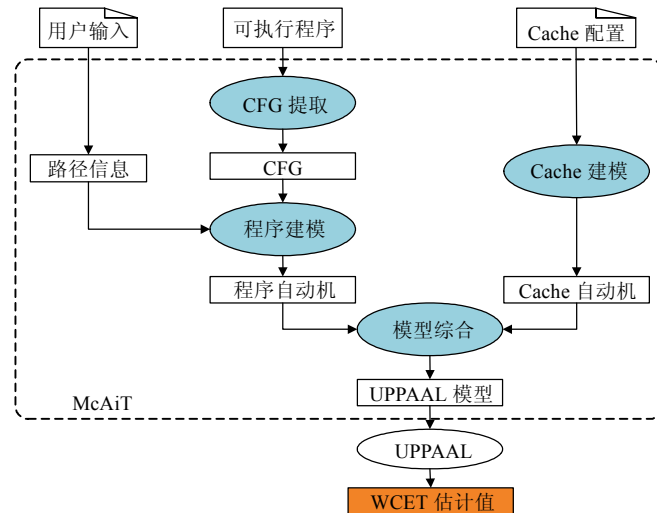 用户输入
可执行程序
Cache 配置
CFG 提取
路径信息
CFG
Cache 建模
程序建模
程序自动机
Cache 自动机
模型综合
UPPAAL 模型
McAiT
UPPAAL
WCET 估计值